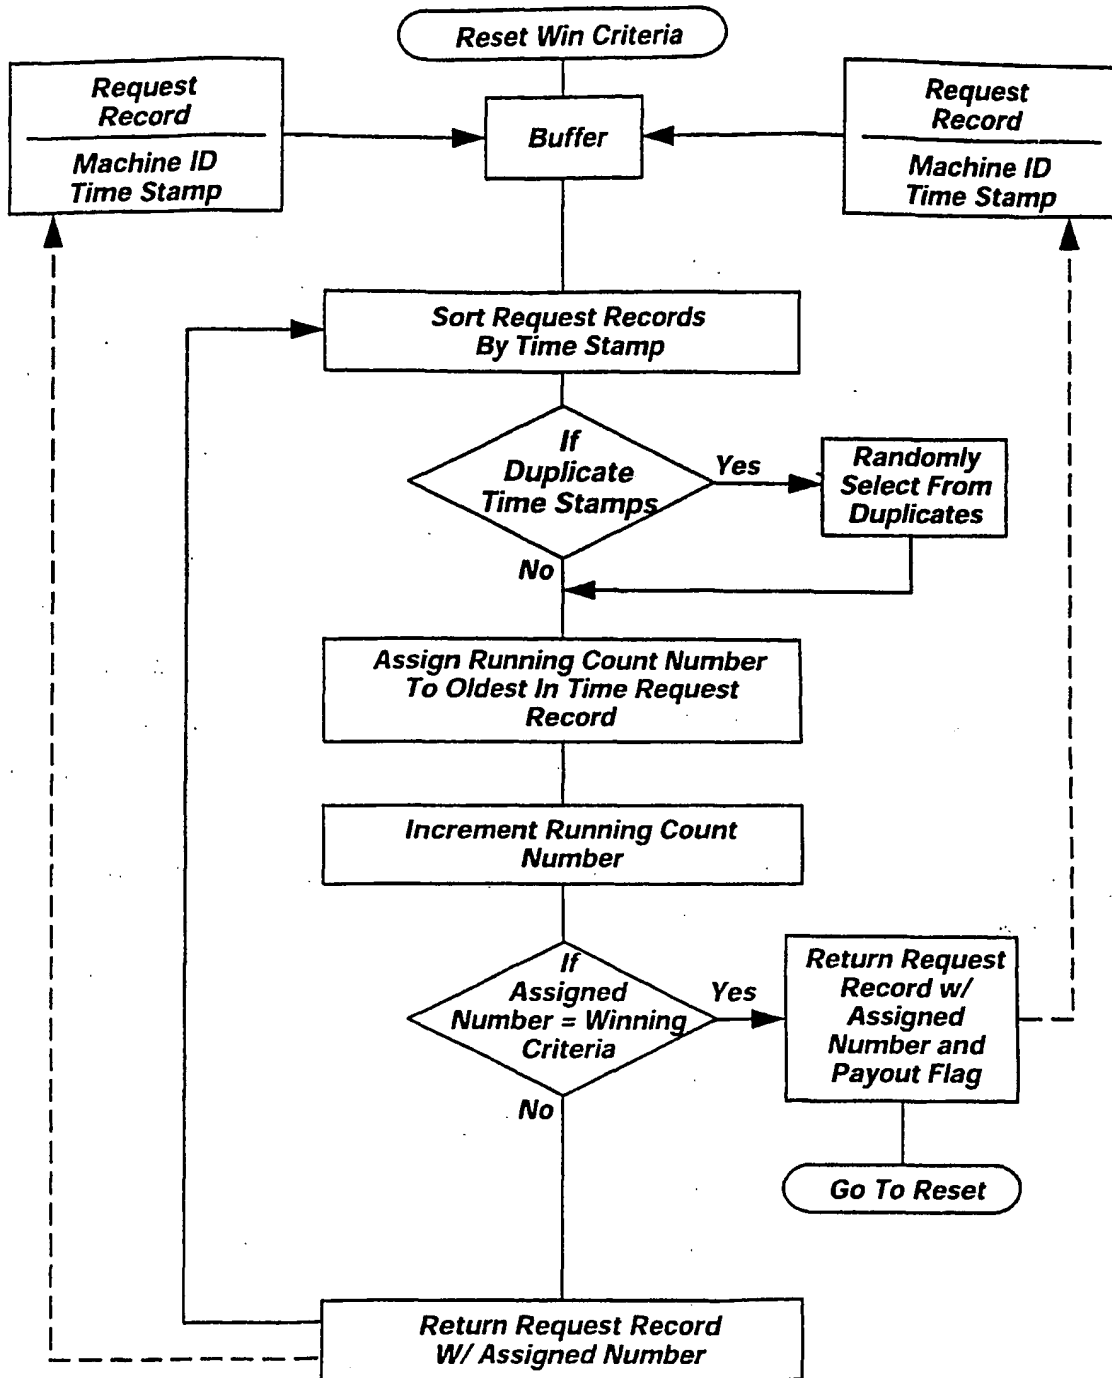 Reset Win Criteria
Request
Record
Machine ID
Time Stamp
Buffer
Request
Record
Machine ID
Time Stamp
Sort Request Records
By Time Stamp
If
Duplicate
Time Stamps
Yes
Randomly
Select From
Duplicates
No
Assign Running Count Number
To Oldest In Time Request
Record
Increment Running Count
Number
If
Assigned
Number = Winning
Criteria
Yes
Return Request
Record w/
Assigned
Number and
Payout Flag
No
Go To Reset
Return Request Record
W/ Assigned Number